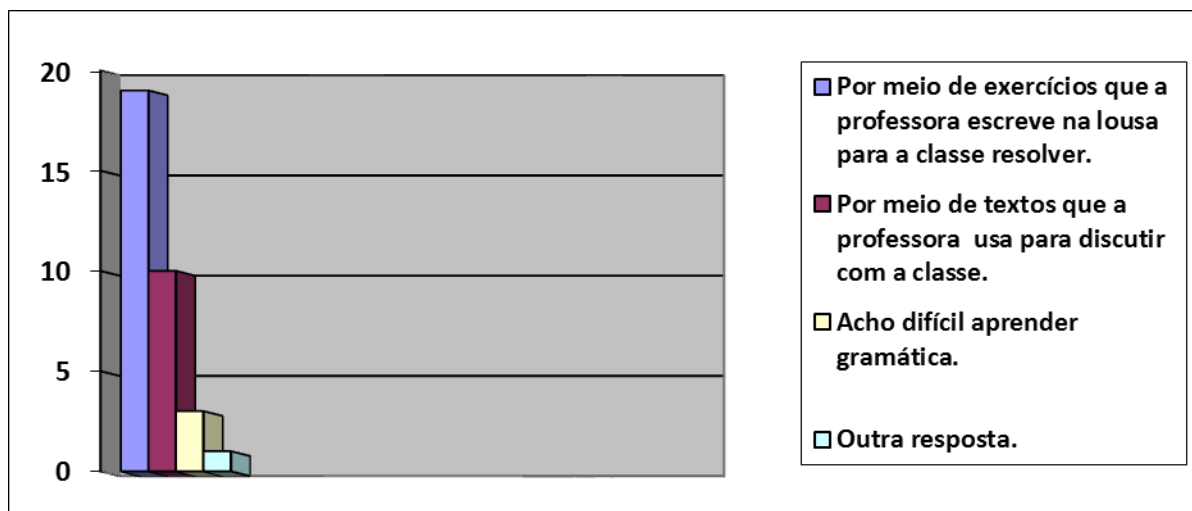 20
15
10
5
0
Por meio de exercícios que a
professora escreve na lousa
para a classe resolver.
Por meio de textos que a
professora  usa para discutir
com a classe.
Acho difícil aprender
gramática.
Outra resposta.